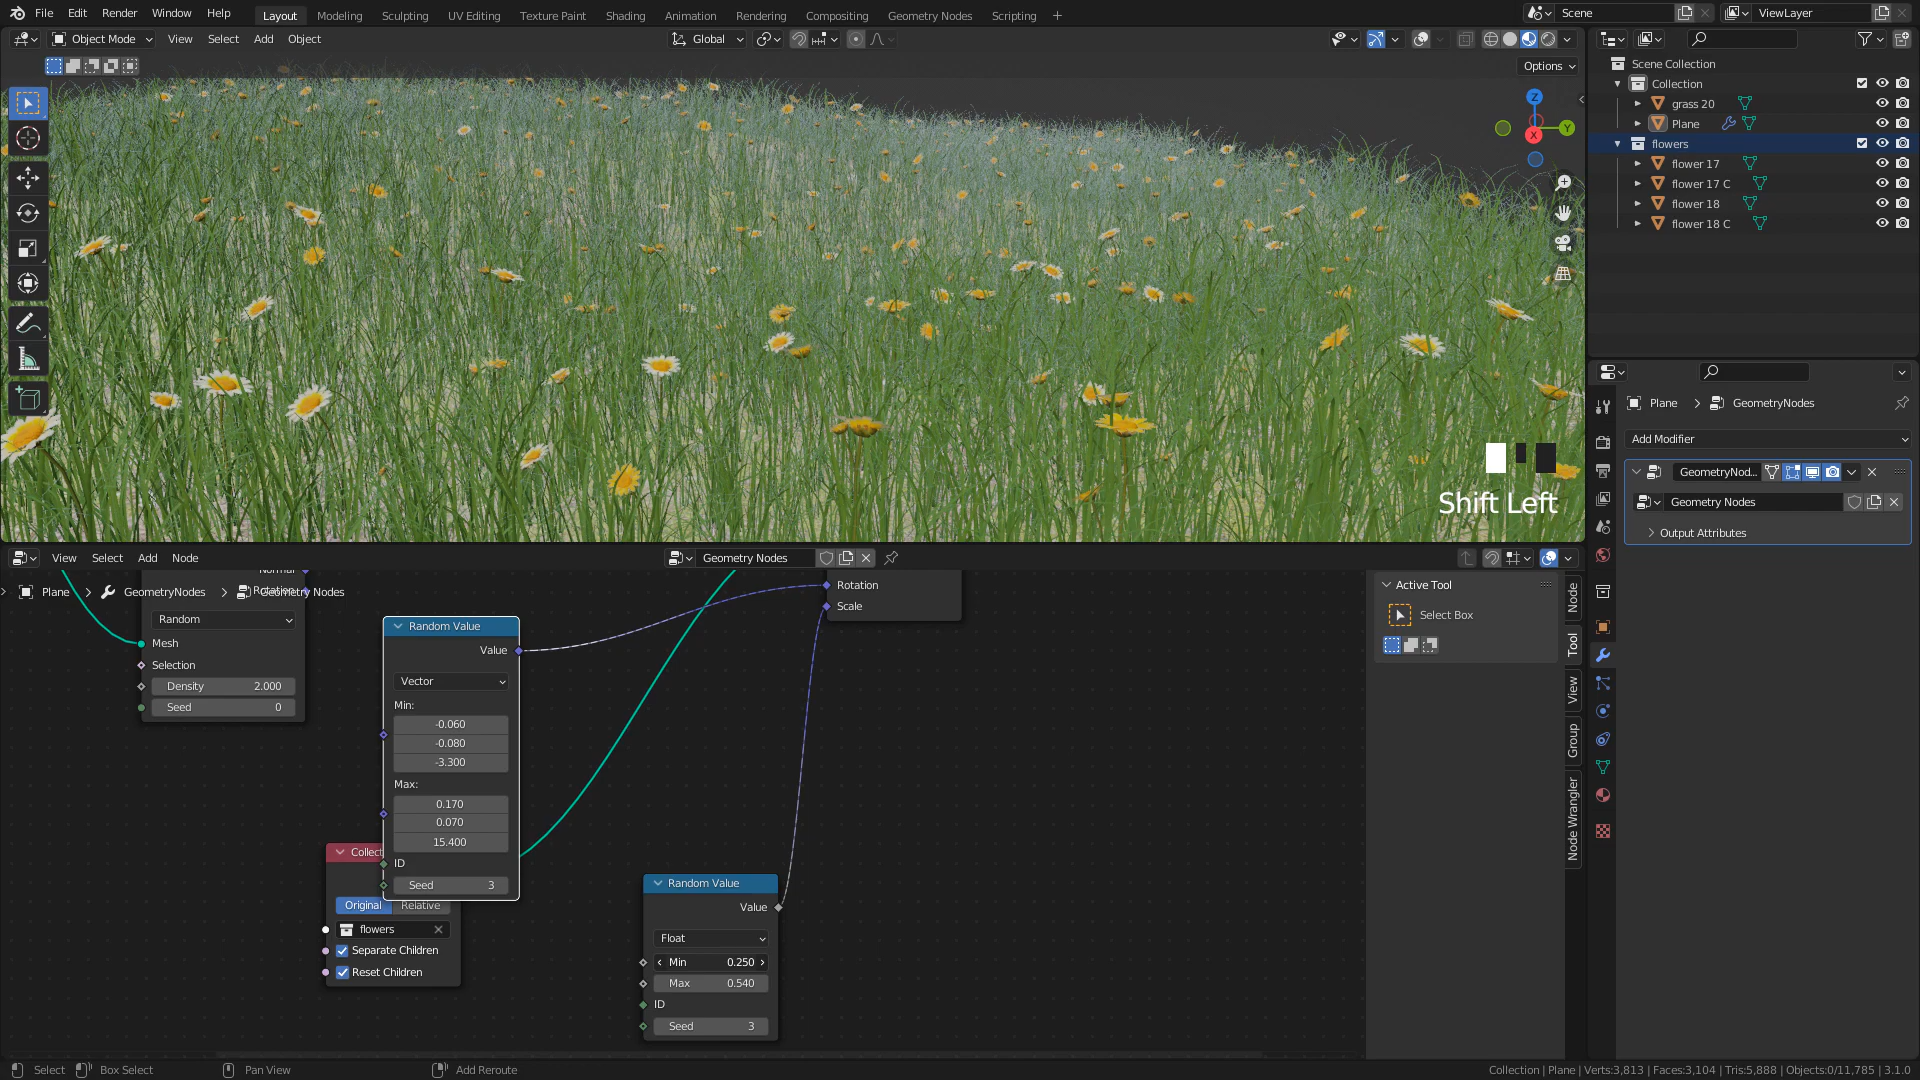 File Edit Render Window Help
Layout Modeling Sculpting UV Editing Texture Paint Shading Animation Rendering Compositing Geometry Nodes Scripting +
Scene
ViewLayer
Object Mode View Select Add Object
Global
Options
Z
Y
X
Shift Left
Scene Collection
Collection
grass 20
Plane
flowers
flower 17
flower 17 C
flower 18
flower 18 C
Plane > GeometryNodes
Add Modifier
GeometryNod...
Geometry Nodes
Output Attributes
View Select Add Node
Geometry Nodes
Plane > GeometryNodes > Geometry Nodes
Normal
Rotation
Random
Mesh
Selection
Density 2.000
Seed 0
Random Value
Value
Vector
Min:
-0.060
-0.080
-3.300
Max:
0.170
0.070
15.400
ID
Seed 3
Collect
Original Relative
flowers
Separate Children
Reset Children
Rotation
Scale
Random Value
Value
Float
Min 0.250
Max 0.540
ID
Seed 3
Active Tool
Select Box
Node
Tool
View
Group
Node Wrangler
Select Box Select Pan View Add Reroute
Collection | Plane | Verts:3,813 | Faces:3,104 | Tris:5,888 | Objects:0/11,785 | 3.1.0